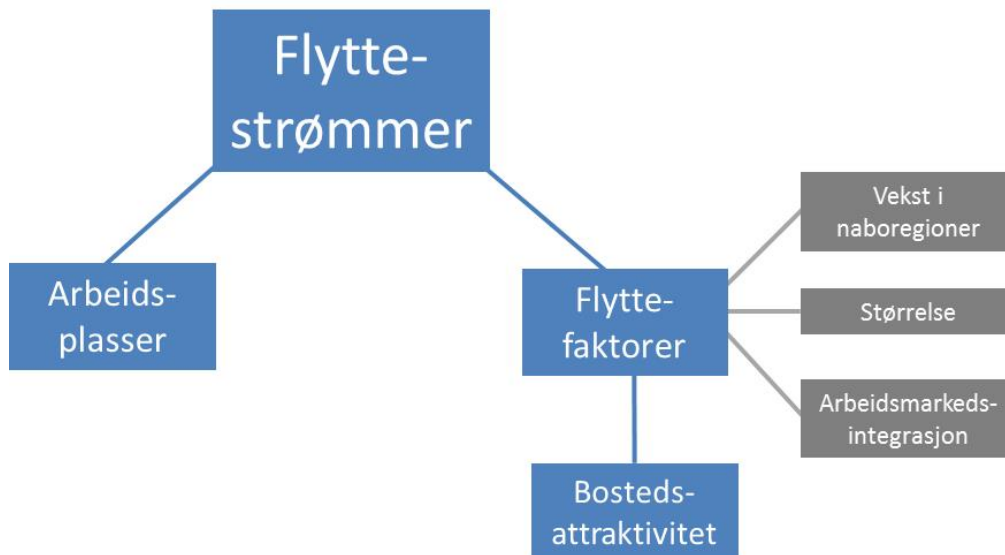 Flytte-
strømmer
Arbeids-
plasser
Flytte-
faktorer
Vekst i
naboregioner
Størrelse
Arbeidsmarkeds-
integrasjon
Bosteds-
attraktivitet